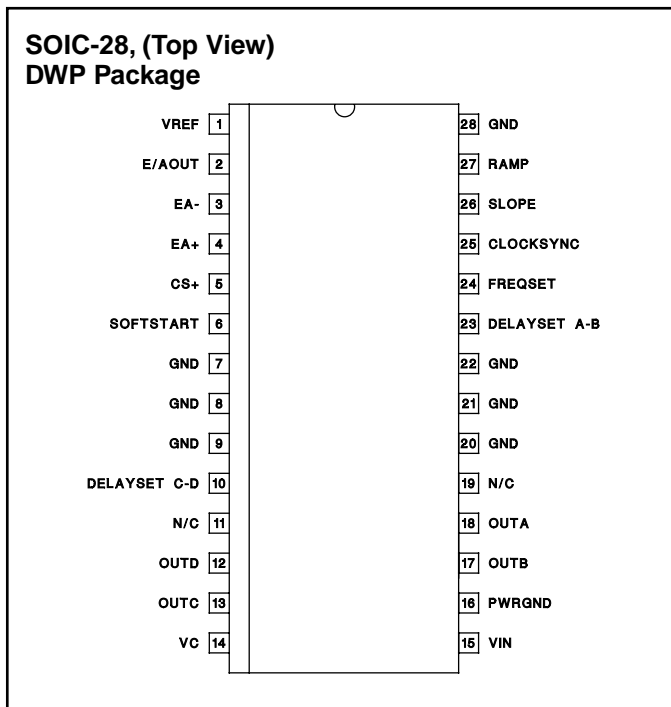 SOIC-28, (Top View)
DWP Package
VREF 1
E/AOUT 2
EA- 3
EA+ 4
CS+ 5
SOFTSTART 6
GND 7
GND 8
GND 9
DELAYSET C-D 10
N/C 11
OUTD 12
OUTC 13
VC 14
28 GND
27 RAMP
26 SLOPE
25 CLOCKSYNC
24 FREQSET
23 DELAYSET A-B
22 GND
21 GND
20 GND
19 N/C
18 OUTA
17 OUTB
16 PWRGND
15 VIN